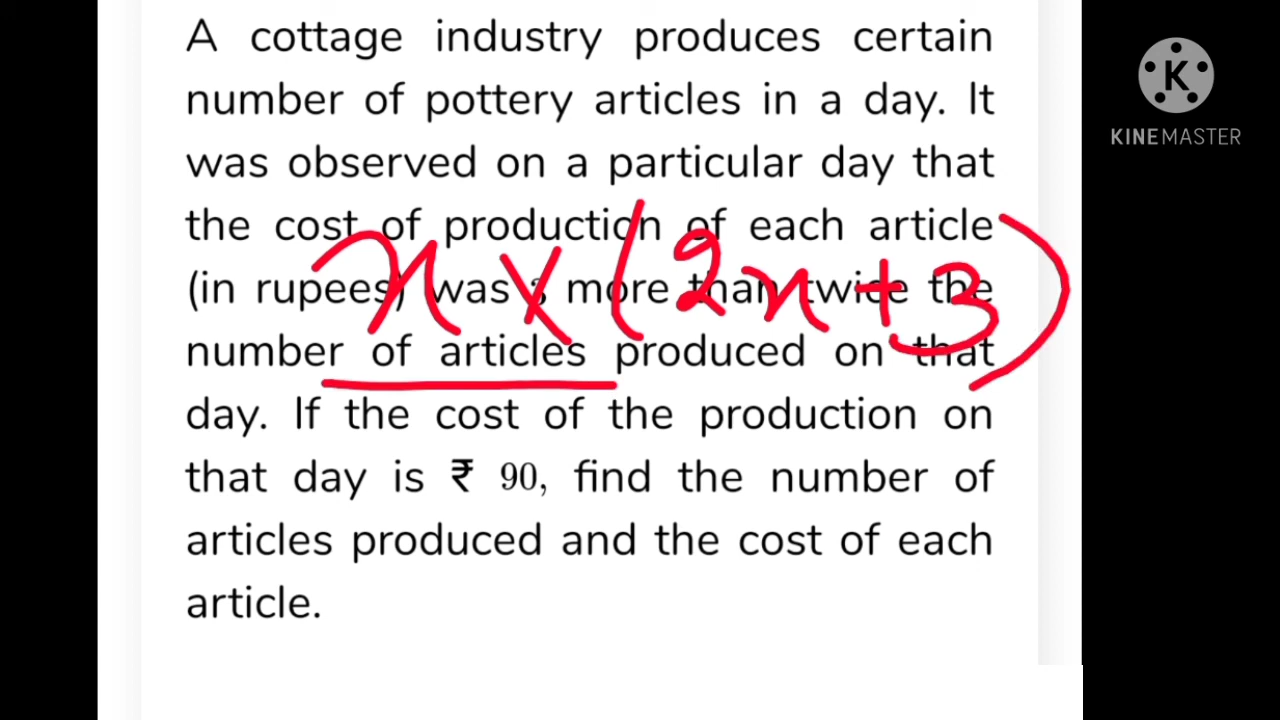 A cottage industry produces certain
number of pottery articles in a day. It
was observed on a particular day that
the cost of production of each article
(in rupees) was 3 more than twice the
number of articles produced on that
day. If the cost of the production on
that day is ₹ 90, find the number of
articles produced and the cost of each
article.
x × (2x+3)
K
KINEMASTER